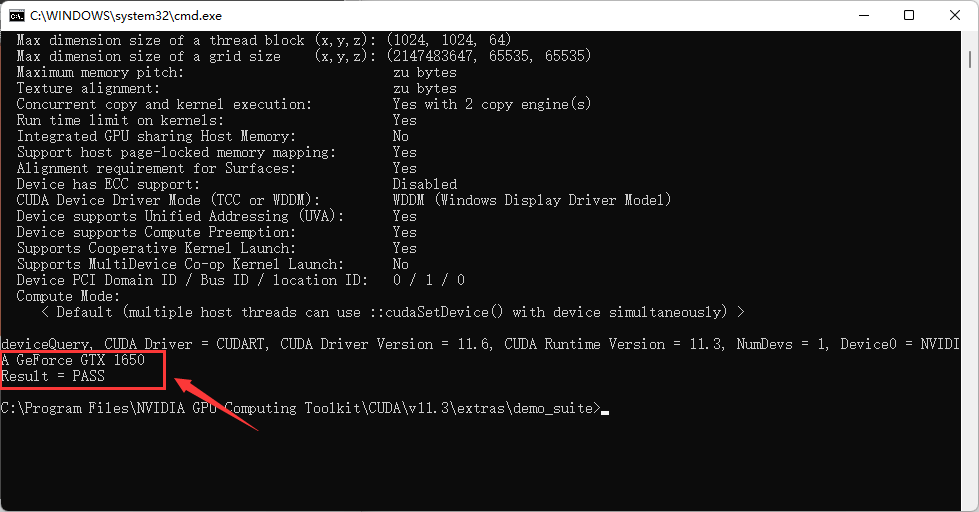 C:\WINDOWS\system32\cmd.exe
Max dimension size of a thread block (x,y,z): (1024, 1024, 64)
Max dimension size of a grid size    (x,y,z): (2147483647, 65535, 65535)
Maximum memory pitch:                          zu bytes
Texture alignment:                             zu bytes
Concurrent copy and kernel execution:          Yes with 2 copy engine(s)
Run time limit on kernels:                     Yes
Integrated GPU sharing Host Memory:            No
Support host page-locked memory mapping:       Yes
Alignment requirement for Surfaces:            Yes
Device has ECC support:                        Disabled
CUDA Device Driver Mode (TCC or WDDM):         WDDM (Windows Display Driver Model)
Device supports Unified Addressing (UVA):      Yes
Device supports Compute Preemption:            Yes
Supports Cooperative Kernel Launch:            Yes
Supports MultiDevice Co-op Kernel Launch:      No
Device PCI Domain ID / Bus ID / location ID:   0 / 1 / 0
Compute Mode:
< Default (multiple host threads can use ::cudaSetDevice() with device simultaneously) >
deviceQuery, CUDA Driver = CUDART, CUDA Driver Version = 11.6, CUDA Runtime Version = 11.3, NumDevs = 1, Device0 = NVIDI
A GeForce GTX 1650
Result = PASS
C:\Program Files\NVIDIA GPU Computing Toolkit\CUDA\v11.3\extras\demo_suite>